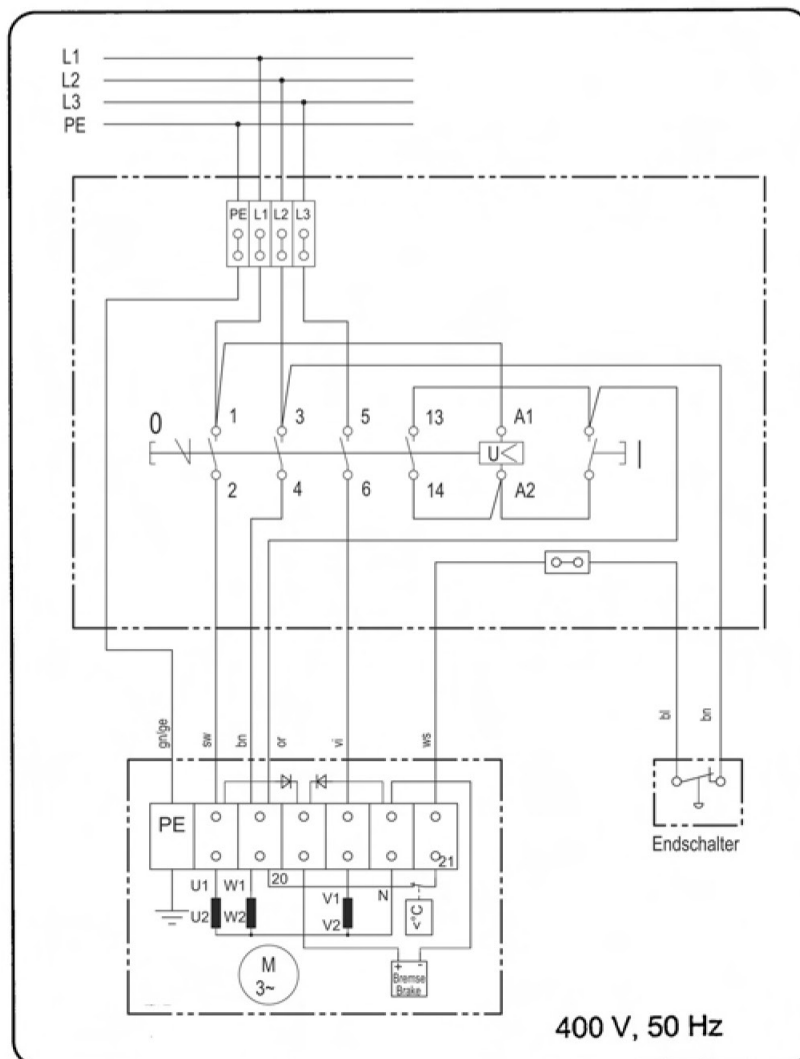 L1
L2
L3
PE
PE L1 L2 L3
0 1 3 5 13 A1
U< I
2 4 6 14 A2
gn/ge sw bn or vi ws bl bn
PE
Endschalter
21
U1 W1 20 V1 N
U2 W2 V2 <°C
M
3~
+ -
Bremse
Brake
400 V, 50 Hz